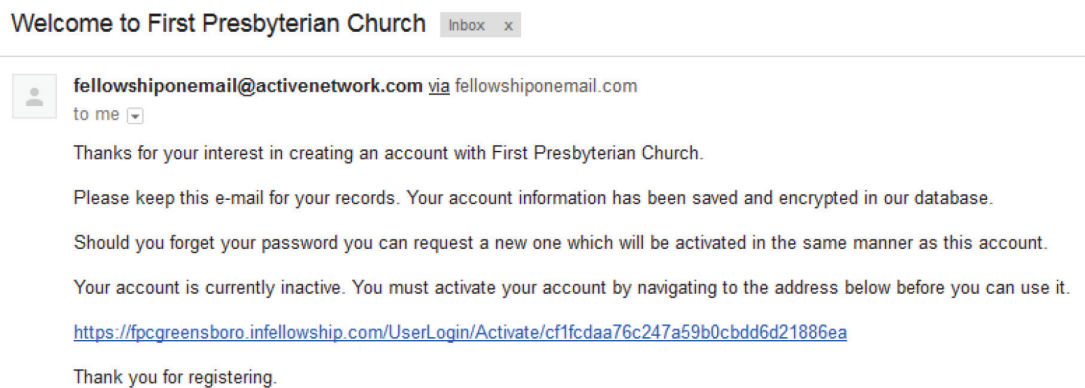 Welcome to First Presbyterian Church Inbox x
fellowshiponemail@activenetwork.com via fellowshiponemail.com
to me
Thanks for your interest in creating an account with First Presbyterian Church.
Please keep this e-mail for your records. Your account information has been saved and encrypted in our database.
Should you forget your password you can request a new one which will be activated in the same manner as this account.
Your account is currently inactive. You must activate your account by navigating to the address below before you can use it.
https://fpcgreensboro.infellowship.com/UserLogin/Activate/cf1fcdaa76c247a59b0cbdd6d21886ea
Thank you for registering.